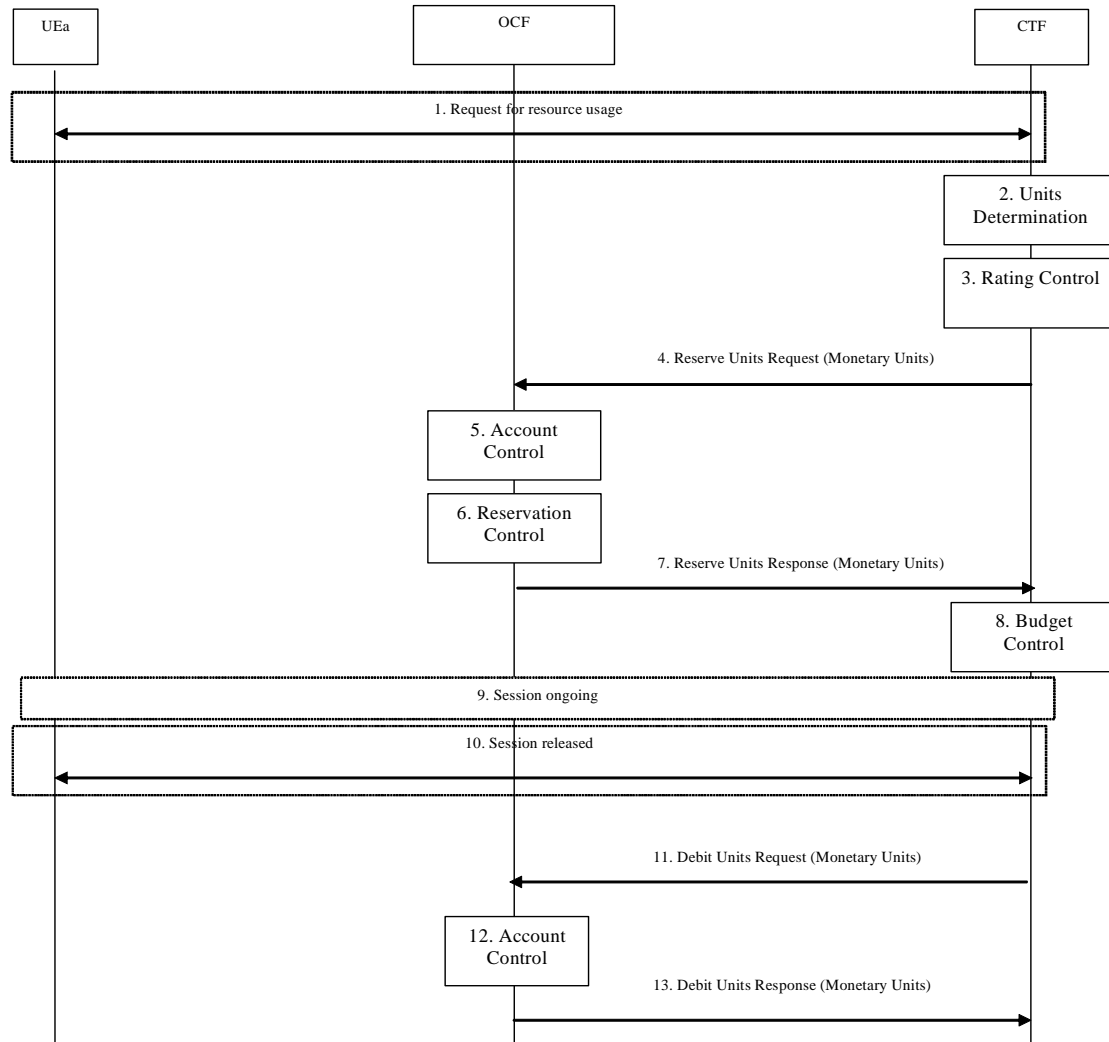 UEa
OCF
CTF
1. Request for resource usage
2. Units
Determination
3. Rating Control
4. Reserve Units Request (Monetary Units)
5. Account
Control
6. Reservation
Control
7. Reserve Units Response (Monetary Units)
8. Budget
Control
9. Session ongoing
10. Session released
11. Debit Units Request (Monetary Units)
12. Account
Control
13. Debit Units Response (Monetary Units)